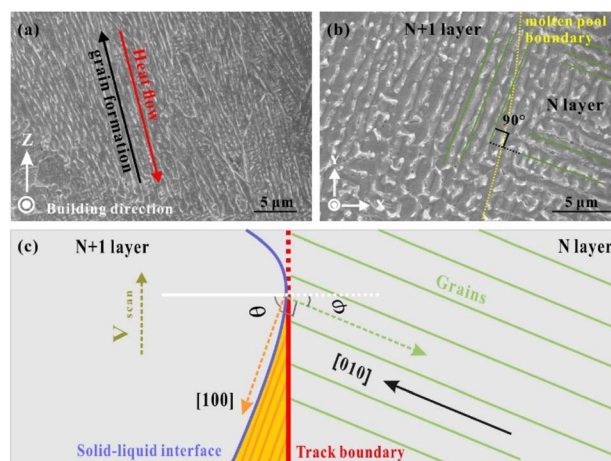 (a)
grain formation
Heat flow
Z
Building direction
5 μm
(b)
N+1 layer
molten pool
boundary
N layer
90°
Y
X
5 μm
(c)
N+1 layer
N layer
V scan
θ
Φ
Grains
[100]
[010]
Solid-liquid interface
Track boundary